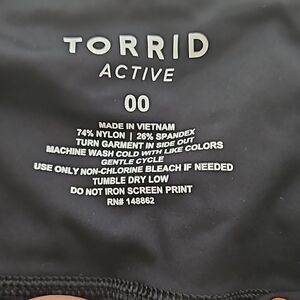 TORRID
ACTIVE
00
MADE IN VIETNAM
74% NYLON | 26% SPANDEX
TURN GARMENT IN SIDE OUT
MACHINE WASH COLD WITH LIKE COLORS
GENTLE CYCLE
USE ONLY NON-CHLORINE BLEACH IF NEEDED
TUMBLE DRY LOW
DO NOT IRON SCREEN PRINT
RN# 148862